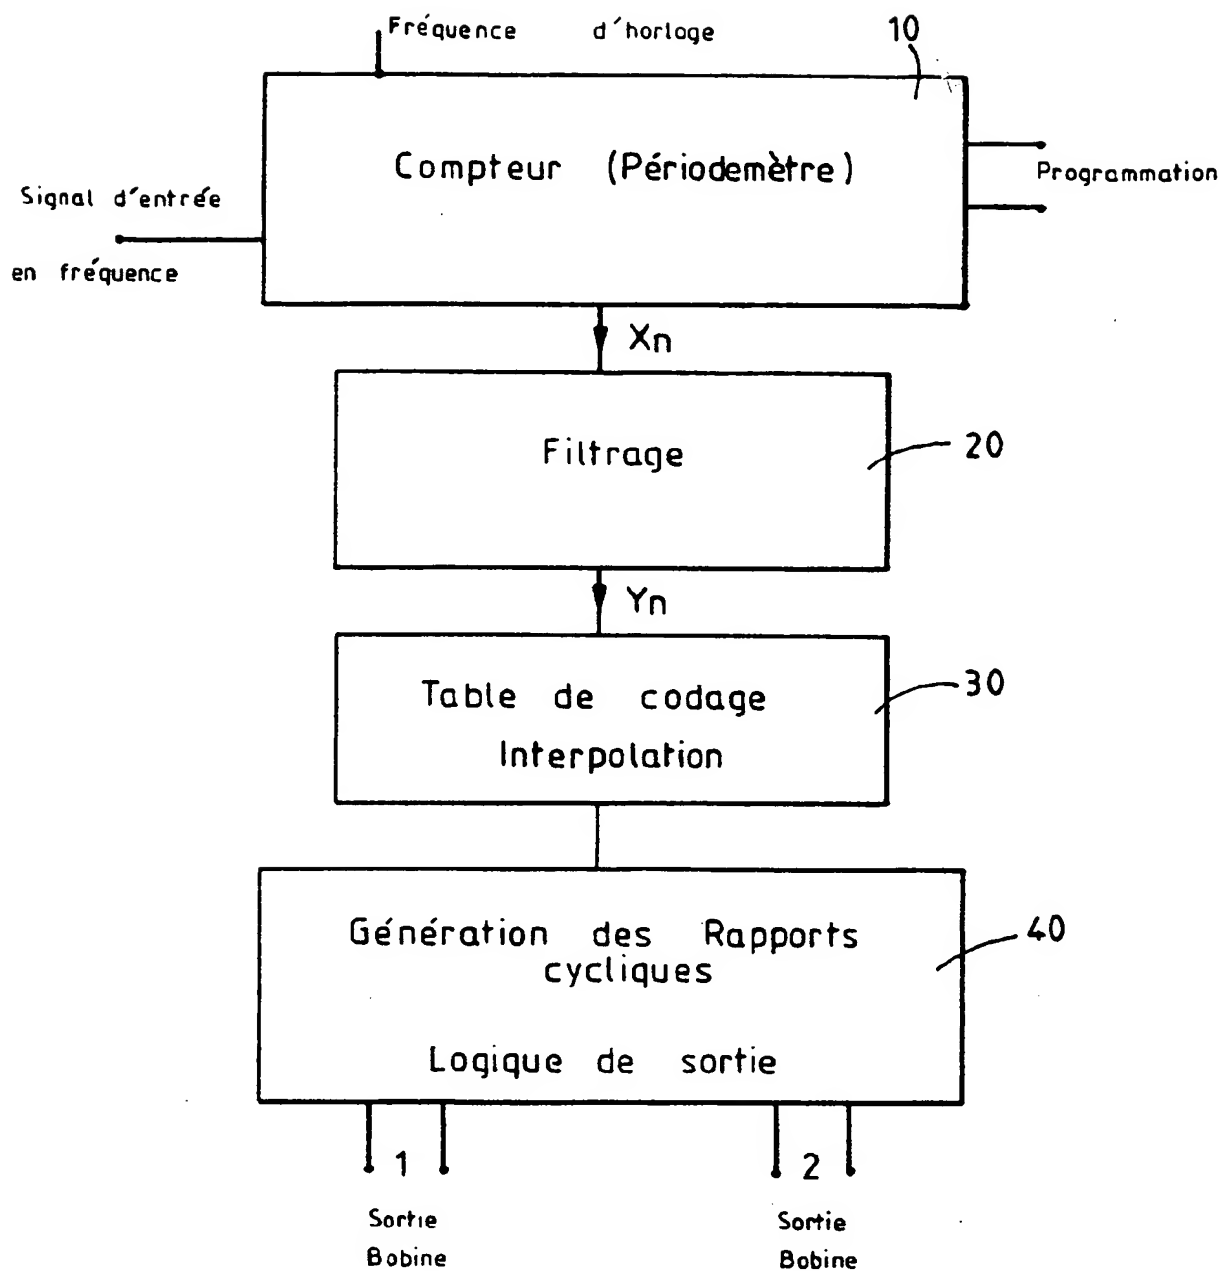 Fréquence d'horloge
10
Compteur (Périodemètre)
Programmation
Signal d'entrée
en fréquence
Xn
Filtrage
20
Yn
Table de codage
30
Interpolation
Génération des Rapports
cycliques
40
Logique de sortie
1
2
Sortie
Bobine
Sortie
Bobine